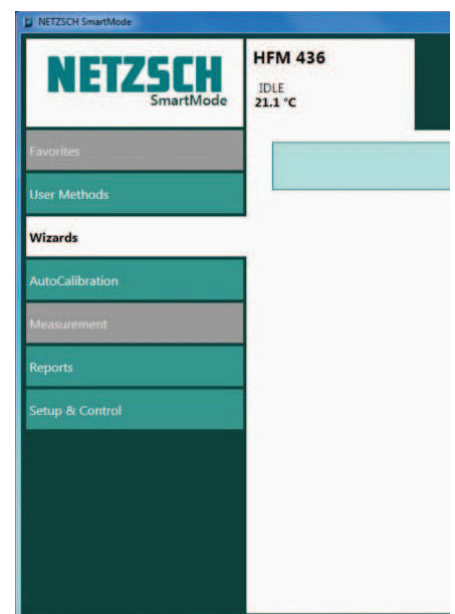 NETZSCH SmartMode
NETZSCH
SmartMode
HFM 436
IDLE
21.1 °C
Favorites
User Methods
Wizards
AutoCalibration
Measurement
Reports
Setup & Control